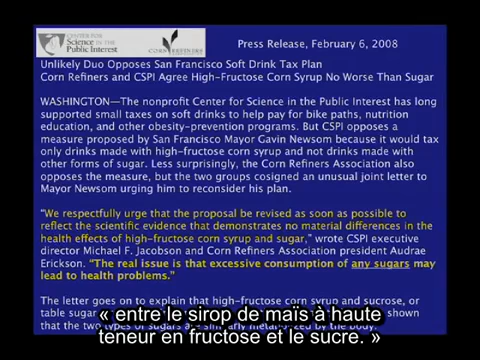 CENTER FOR
Science IN THE
Public Interest
CORN REFINERS
Press Release, February 6, 2008
Unlikely Duo Opposes San Francisco Soft Drink Tax Plan
Corn Refiners and CSPI Agree High-Fructose Corn Syrup No Worse Than Sugar
WASHINGTON—The nonprofit Center for Science in the Public Interest has long
supported small taxes on soft drinks to help pay for bike paths, nutrition
education, and other obesity-prevention programs. But CSPI opposes a
measure proposed by San Francisco Mayor Gavin Newsom because it would tax
only drinks made with high-fructose corn syrup and not drinks made with
other forms of sugar. Less surprisingly, the Corn Refiners Association also
opposes the measure, but the two groups cosigned an unusual joint letter to
Mayor Newsom urging him to reconsider his plan.
“We respectfully urge that the proposal be revised as soon as possible to
reflect the scientific evidence that demonstrates no material differences in the
health effects of high-fructose corn syrup and sugar,” wrote CSPI executive
director Michael F. Jacobson and Corn Refiners Association president Audrae
Erickson. “The real issue is that excessive consumption of any sugars may
lead to health problems.”
The letter goes on to explain that high-fructose corn syrup and sucrose, or
table sugar
shown
that the two types of sugars are similarly metabolized by the body.
« entre le sirop de maïs à haute
teneur en fructose et le sucre. »